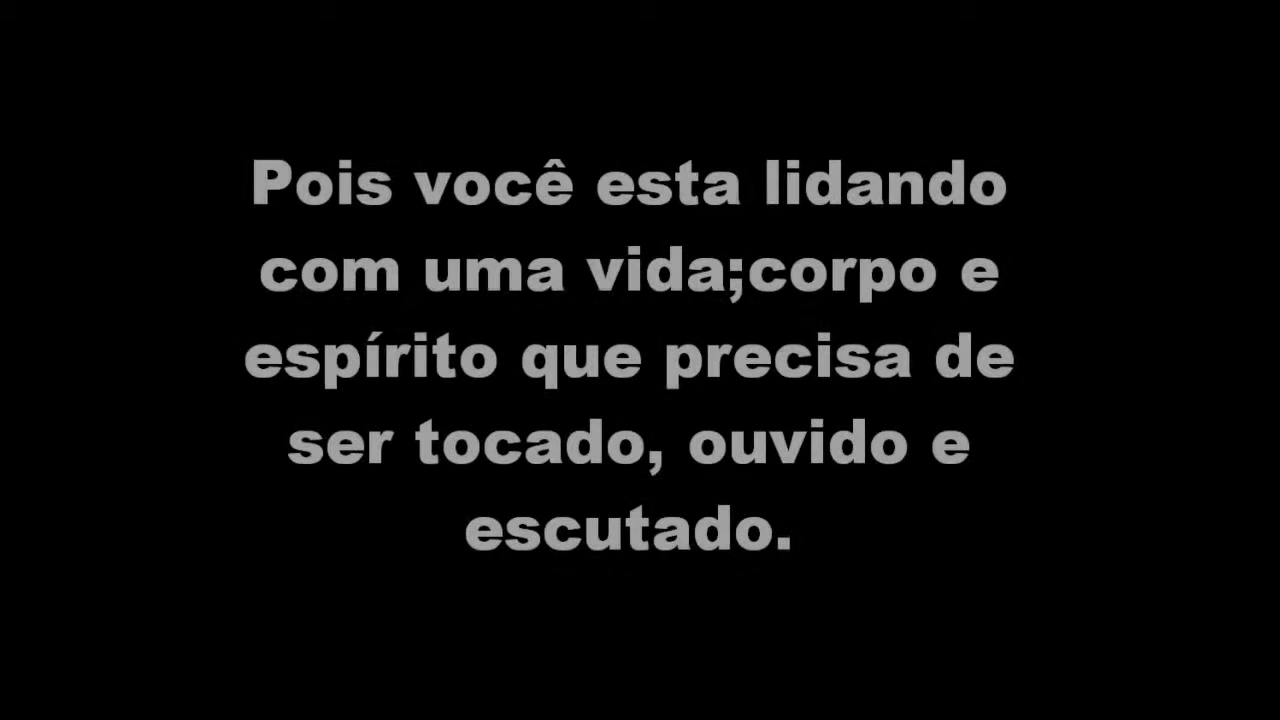 Pois você esta lidando
com uma vida;corpo e
espírito que precisa de
ser tocado, ouvido e
escutado.